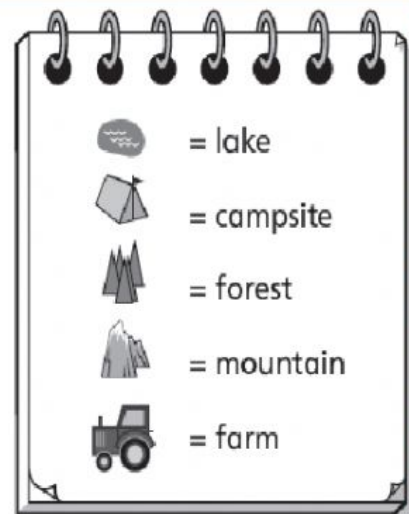 = lake
= campsite
= forest
= mountain
= farm